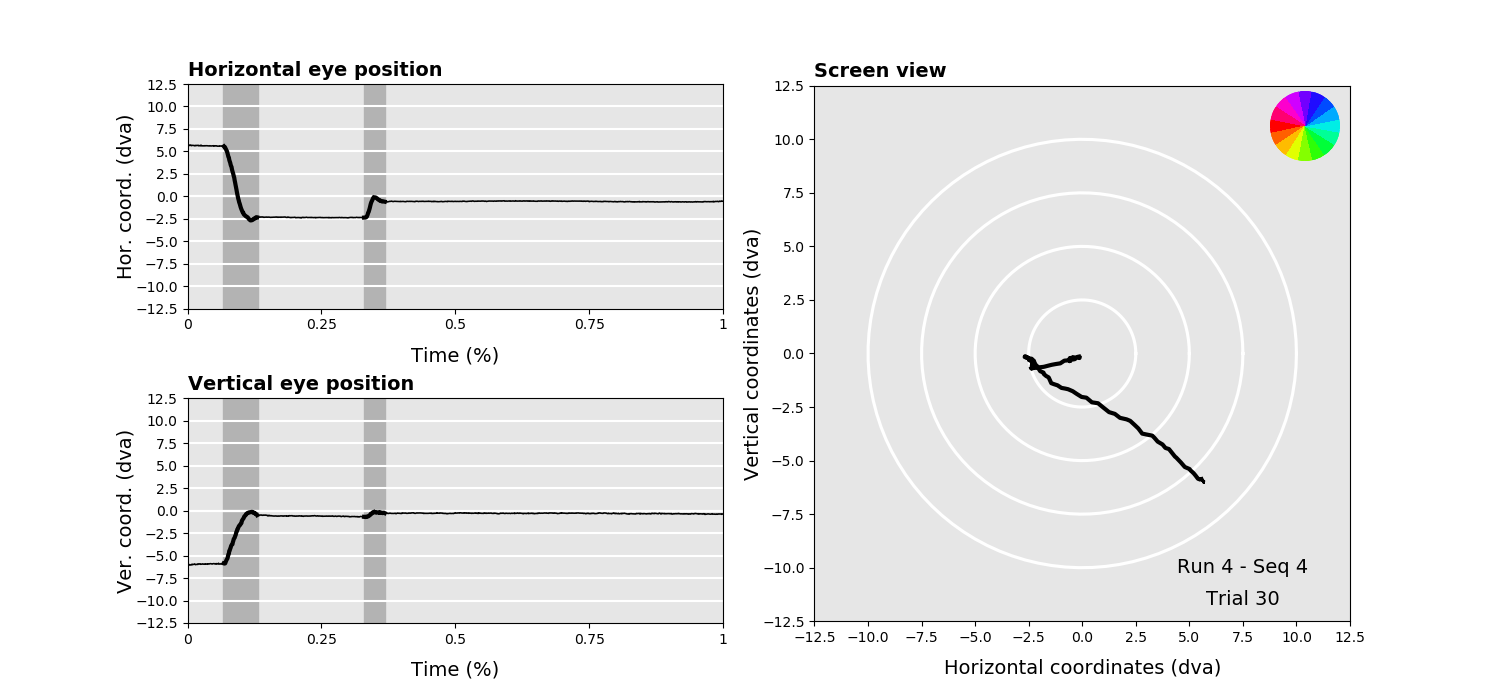 Horizontal eye position
Hor. coord. (dva)
12.5
10.0
7.5
5.0
2.5
0.0
−2.5
−5.0
−7.5
−10.0
−12.5
0 0.25 0.5 0.75 1
Time (%)
Vertical eye position
Ver. coord. (dva)
12.5
10.0
7.5
5.0
2.5
0.0
−2.5
−5.0
−7.5
−10.0
−12.5
0 0.25 0.5 0.75 1
Time (%)
Screen view
Vertical coordinates (dva)
12.5
10.0
7.5
5.0
2.5
0.0
−2.5
−5.0
−7.5
−10.0
−12.5
Run 4 - Seq 4
Trial 30
−12.5 −10.0 −7.5 −5.0 −2.5 0.0 2.5 5.0 7.5 10.0 12.5
Horizontal coordinates (dva)